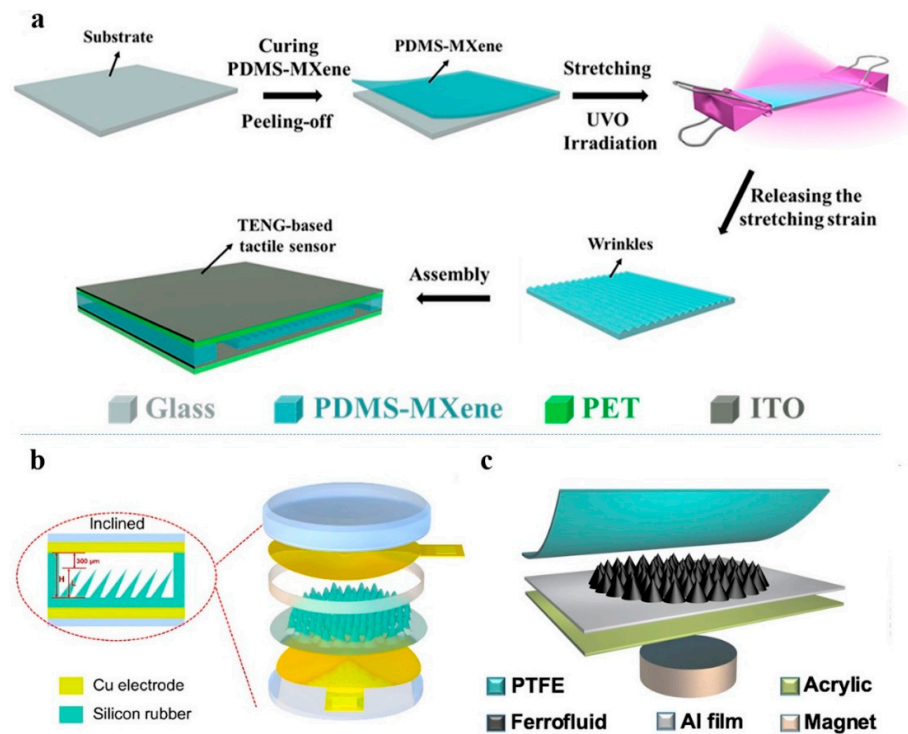 a
Substrate
Curing
PDMS-MXene
Peeling-off
PDMS-MXene
Stretching
UVO
Irradiation
Releasing the
stretching strain
Wrinkles
Assembly
TENG-based
tactile sensor
Glass
PDMS-MXene
PET
ITO
b
Inclined
300 μm
H
L
Cu electrode
Silicon rubber
c
PTFE
Acrylic
Ferrofluid
Al film
Magnet